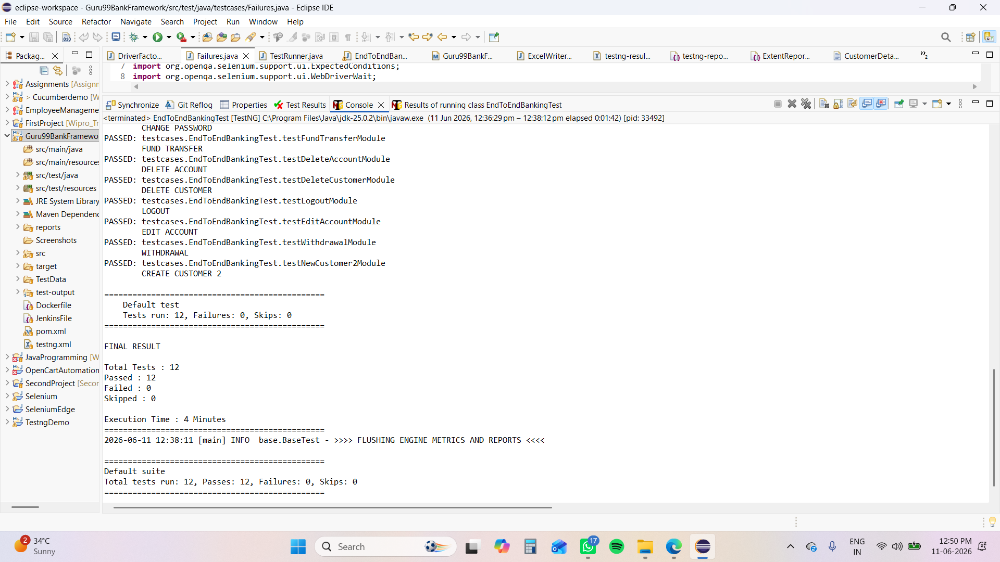 eclipse-workspace - Guru99BankFramework/src/test/java/testcases/Failures.java - Eclipse IDE
File Edit Source Refactor Navigate Search Project Run Window Help
Packag...
DriverFacto... Failures.java TestRunner.java EndToEndBan... Guru99BankF... ExcelWriter... testng-resul... testng-repo... ExtentRepor... CustomerDeta... »2
7 import org.openqa.selenium.support.ui.ExpectedConditions;
8 import org.openqa.selenium.support.ui.WebDriverWait;
Assignments [Assignr
> Cucumberdemo [W
EmployeeManageme
FirstProject [Wipro_Tr
Guru99BankFramewo
src/main/java
src/main/resources
src/test/java
src/test/resources
JRE System Library
Maven Dependenc
reports
Screenshots
src
target
TestData
test-output
Dockerfile
JenkinsFile
pom.xml
testng.xml
JavaProgramming [W
OpenCartAutomation
SecondProject [Secor
Selenium
SeleniumEdge
TestngDemo
Synchronize Git Reflog Properties Test Results Console Results of running class EndToEndBankingTest
<terminated> EndToEndBankingTest [TestNG] C:\Program Files\Java\jdk-25.0.2\bin\javaw.exe (11 Jun 2026, 12:36:29 pm – 12:38:12 pm elapsed 0:01:42) [pid: 33492]
CHANGE PASSWORD
PASSED: testcases.EndToEndBankingTest.testFundTransferModule
FUND TRANSFER
PASSED: testcases.EndToEndBankingTest.testDeleteAccountModule
DELETE ACCOUNT
PASSED: testcases.EndToEndBankingTest.testDeleteCustomerModule
DELETE CUSTOMER
PASSED: testcases.EndToEndBankingTest.testLogoutModule
LOGOUT
PASSED: testcases.EndToEndBankingTest.testEditAccountModule
EDIT ACCOUNT
PASSED: testcases.EndToEndBankingTest.testWithdrawalModule
WITHDRAWAL
PASSED: testcases.EndToEndBankingTest.testNewCustomer2Module
CREATE CUSTOMER 2
===============================================
Default test
Tests run: 12, Failures: 0, Skips: 0
===============================================
FINAL RESULT
Total Tests : 12
Passed : 12
Failed : 0
Skipped : 0
Execution Time : 4 Minutes
===============================================
2026-06-11 12:38:11 [main] INFO  base.BaseTest - >>>> FLUSHING ENGINE METRICS AND REPORTS <<<<
===============================================
Default suite
Total tests run: 12, Passes: 12, Failures: 0, Skips: 0
===============================================
2
34°C
Sunny
Search
17
ENG
IN
12:50 PM
11-06-2026